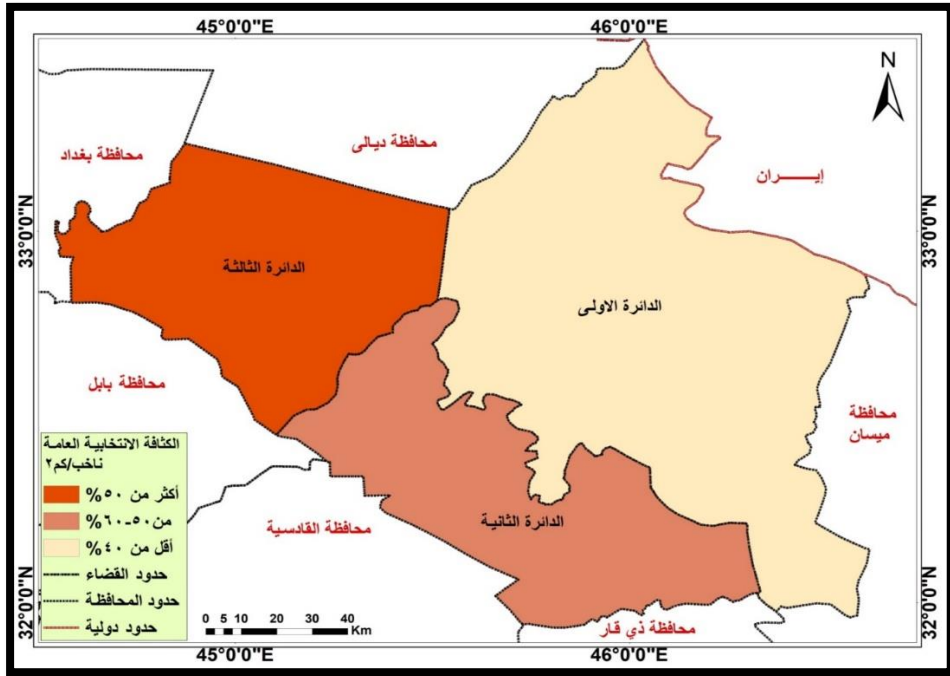 45°0'0"E
46°0'0"E
N
محافظة ديالى
محافظة بغداد
إيـــــــران
33°0'0"N
33°0'0"N
الدائرة الثالثة
الدائرة الاولى
محافظة بابل
محافظة
ميسان
الكثافة الانتخابية العامة
ناخب/كم٢
أكثر من ٥٠%
من٥٠-٦٠%
أقل من ٤٠%
حدود القضاء
حدود المحافظة
حدود دولية
الدائرة الثانية
محافظة القادسية
محافظة ذي قار
32°0'0"N
32°0'0"N
0 5 10 20 30 40
Km
45°0'0"E
46°0'0"E